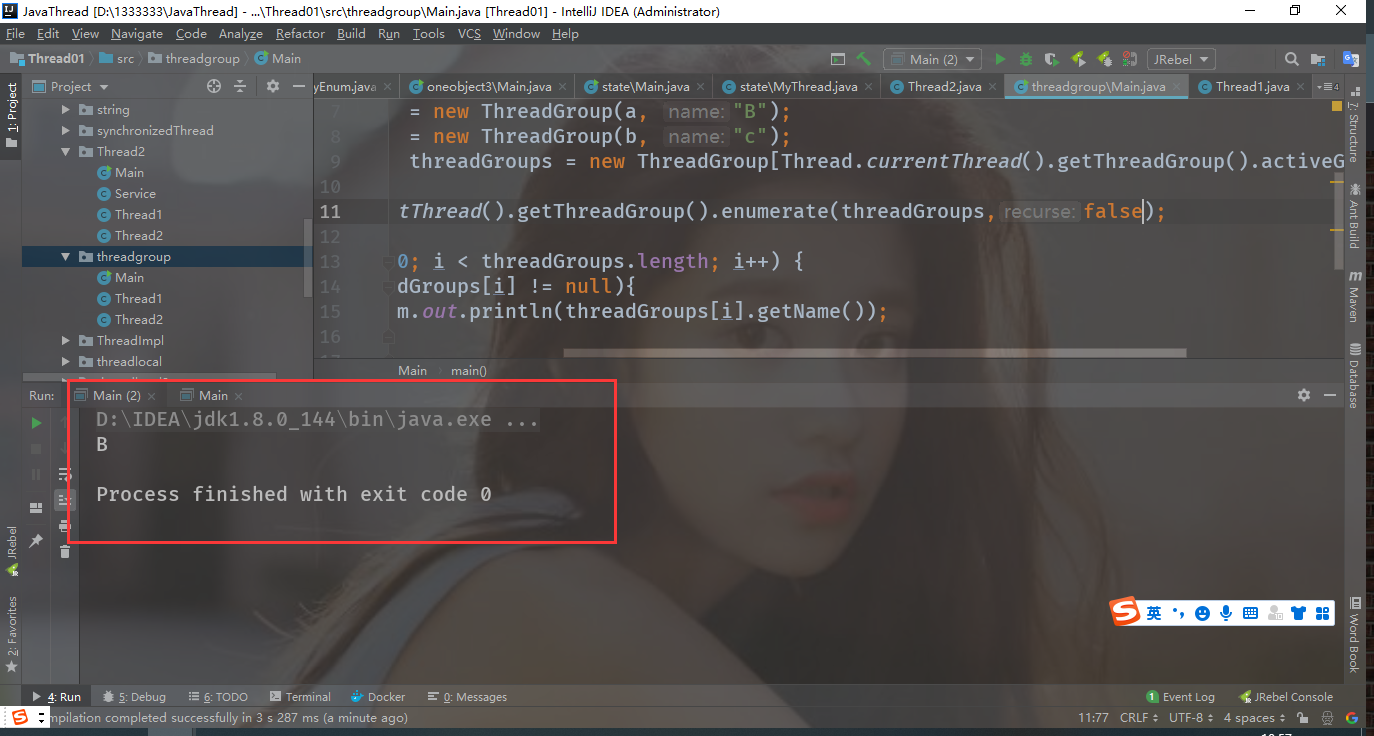 JavaThread [D:\1333333\JavaThread] - ...\Thread01\src\threadgroup\Main.java [Thread01] - IntelliJ IDEA (Administrator)
File Edit View Navigate Code Analyze Refactor Build Run Tools VCS Window Help
Thread01 src threadgroup Main Main (2) JRebel
Project yEnum.java oneobject3\Main.java state\Main.java state\MyThread.java Thread2.java threadgroup\Main.java Thread1.java 4
1: Project
string
synchronizedThread
Thread2
Main
Service
Thread1
Thread2
threadgroup
Main
Thread1
Thread2
ThreadImpl
threadlocal
7 = new ThreadGroup(a, name: "B");
8 = new ThreadGroup(b, name: "c");
9 threadGroups = new ThreadGroup[Thread.currentThread().getThreadGroup().activeG
10
11 tThread().getThreadGroup().enumerate(threadGroups, recurse: false);
12
13 0; i < threadGroups.length; i++) {
14 dGroups[i] != null){
15 m.out.println(threadGroups[i].getName());
16
Main main()
Z: Structure
Ant Build
Maven
Database
Word Book
Run: Main (2) Main
D:\IDEA\jdk1.8.0_144\bin\java.exe ...
B
Process finished with exit code 0
JRebel
2: Favorites
英
4: Run 5: Debug 6: TODO Terminal Docker 0: Messages 1 Event Log JRebel Console
mpilation completed successfully in 3 s 287 ms (a minute ago) 11:77 CRLF UTF-8 4 spaces